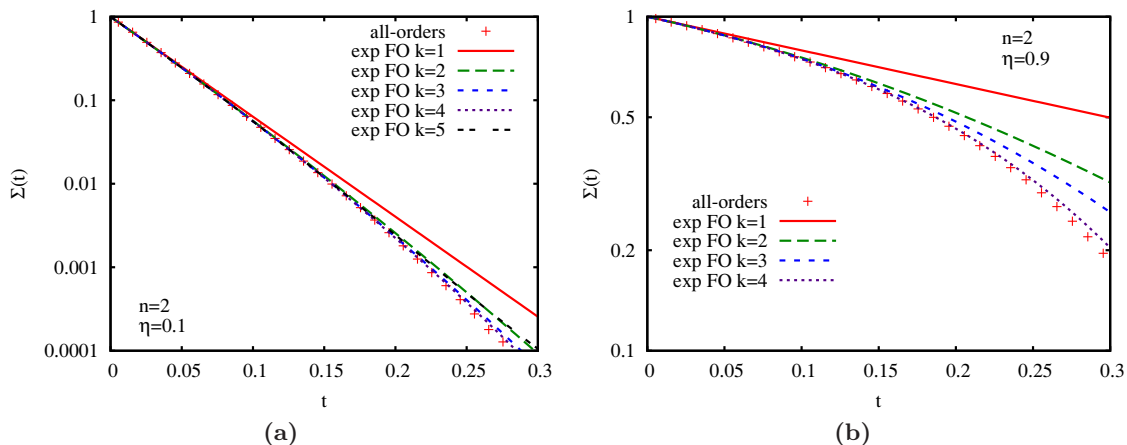 1
0.1
0.01
0.001
0.0001
Σ(t)
all-orders
exp FO k=1
exp FO k=2
exp FO k=3
exp FO k=4
exp FO k=5
n=2
η=0.1
0 0.05 0.1 0.15 0.2 0.25 0.3
t
(a)
1
0.5
0.2
0.1
Σ(t)
n=2
η=0.9
all-orders
exp FO k=1
exp FO k=2
exp FO k=3
exp FO k=4
0 0.05 0.1 0.15 0.2 0.25 0.3
t
(b)